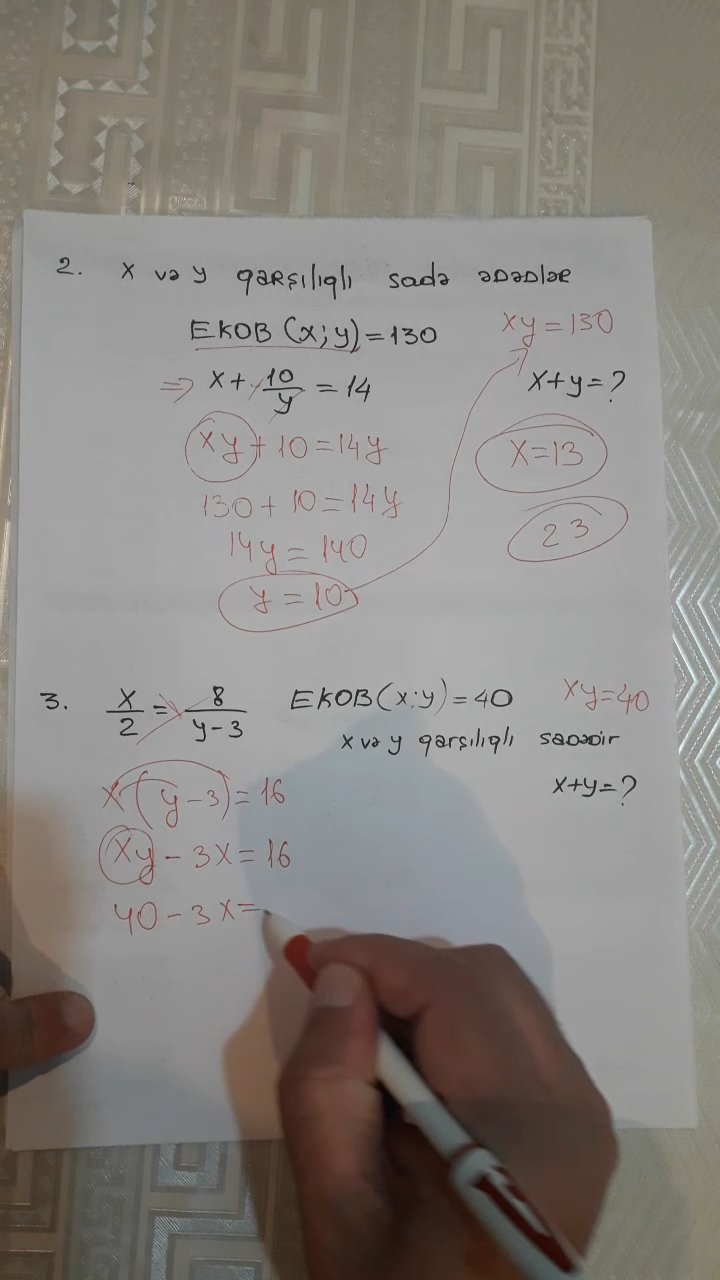 2. x və y qarşılıqlı sadə ədədlər
EKOB (x; y) = 130
xy = 130
=> x + 10/y = 14
x + y = ?
xy + 10 = 14y
x = 13
130 + 10 = 14y
23
14y = 140
y = 10
3. x/2 = 8/(y-3) EKOB(x;y) = 40 xy = 40
x və y qarşılıqlı sadədir
x + y = ?
x(y - 3) = 16
xy - 3x = 16
40 - 3x =